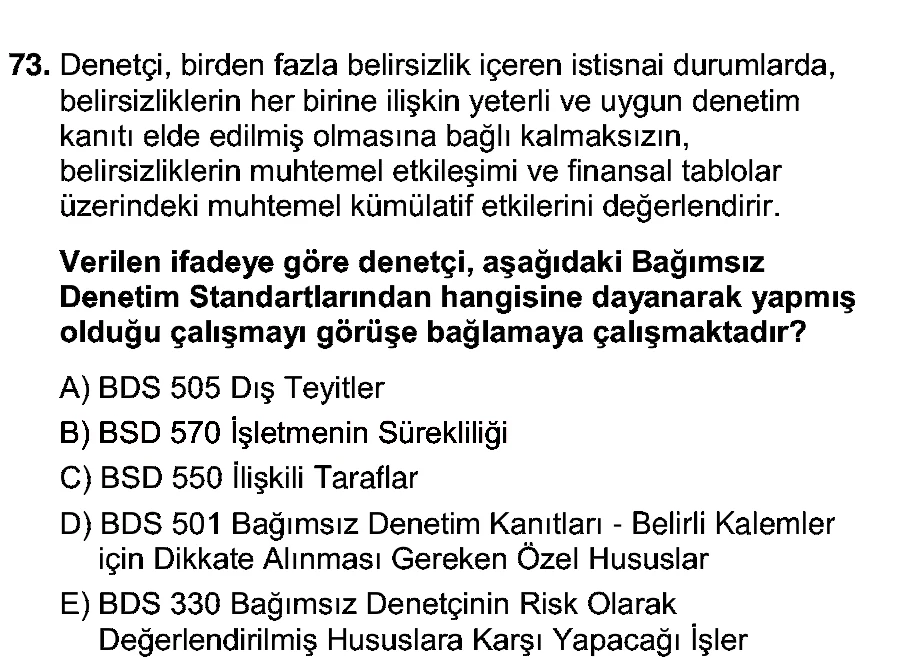 73. Denetçi, birden fazla belirsizlik içeren istisnai durumlarda,
belirsizliklerin her birine ilişkin yeterli ve uygun denetim
kanıtı elde edilmiş olmasına bağlı kalmaksızın,
belirsizliklerin muhtemel etkileşimi ve finansal tablolar
üzerindeki muhtemel kümülatif etkilerini değerlendirir.
Verilen ifadeye göre denetçi, aşağıdaki Bağımsız
Denetim Standartlarından hangisine dayanarak yapmış
olduğu çalışmayı görüşe bağlamaya çalışmaktadır?
A) BDS 505 Dış Teyitler
B) BSD 570 İşletmenin Sürekliliği
C) BSD 550 İlişkili Taraflar
D) BDS 501 Bağımsız Denetim Kanıtları - Belirli Kalemler
için Dikkate Alınması Gereken Özel Hususlar
E) BDS 330 Bağımsız Denetçinin Risk Olarak
Değerlendirilmiş Hususlara Karşı Yapacağı İşler